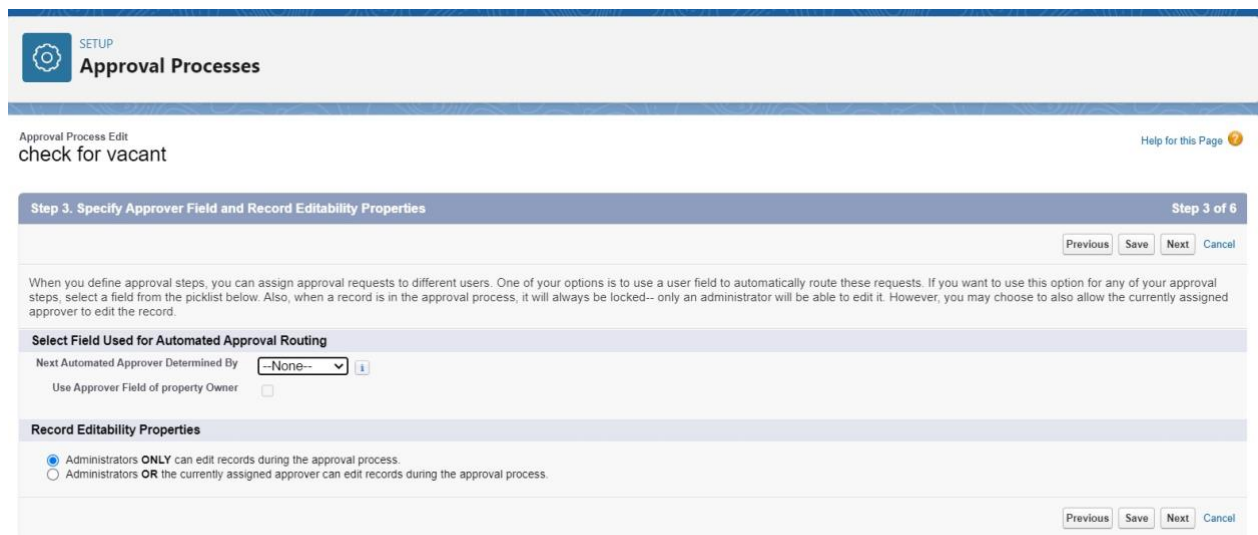 SETUP
Approval Processes
Approval Process Edit
check for vacant
Help for this Page
Step 3. Specify Approver Field and Record Editability Properties
Step 3 of 6
Previous Save Next Cancel
When you define approval steps, you can assign approval requests to different users. One of your options is to use a user field to automatically route these requests. If you want to use this option for any of your approval
steps, select a field from the picklist below. Also, when a record is in the approval process, it will always be locked-- only an administrator will be able to edit it. However, you may choose to also allow the currently assigned
approver to edit the record.
Select Field Used for Automated Approval Routing
Next Automated Approver Determined By --None-- i
Use Approver Field of property Owner
Record Editability Properties
Administrators ONLY can edit records during the approval process.
Administrators OR the currently assigned approver can edit records during the approval process.
Previous Save Next Cancel